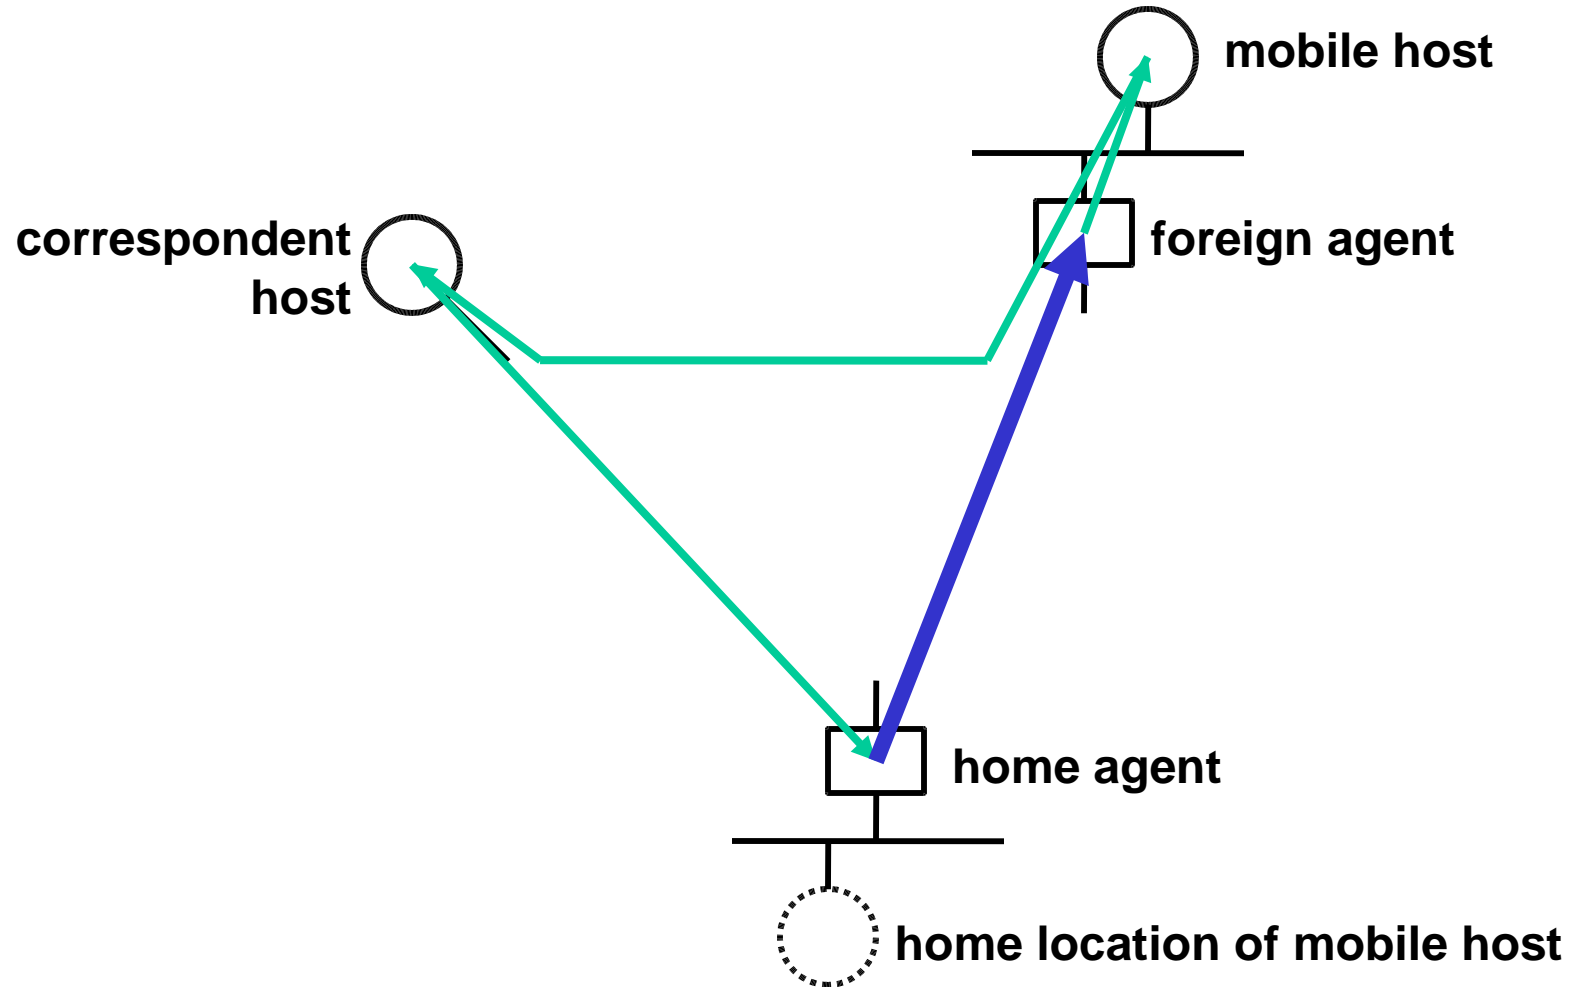 mobile host
correspondent
host
foreign agent
home agent
home location of mobile host